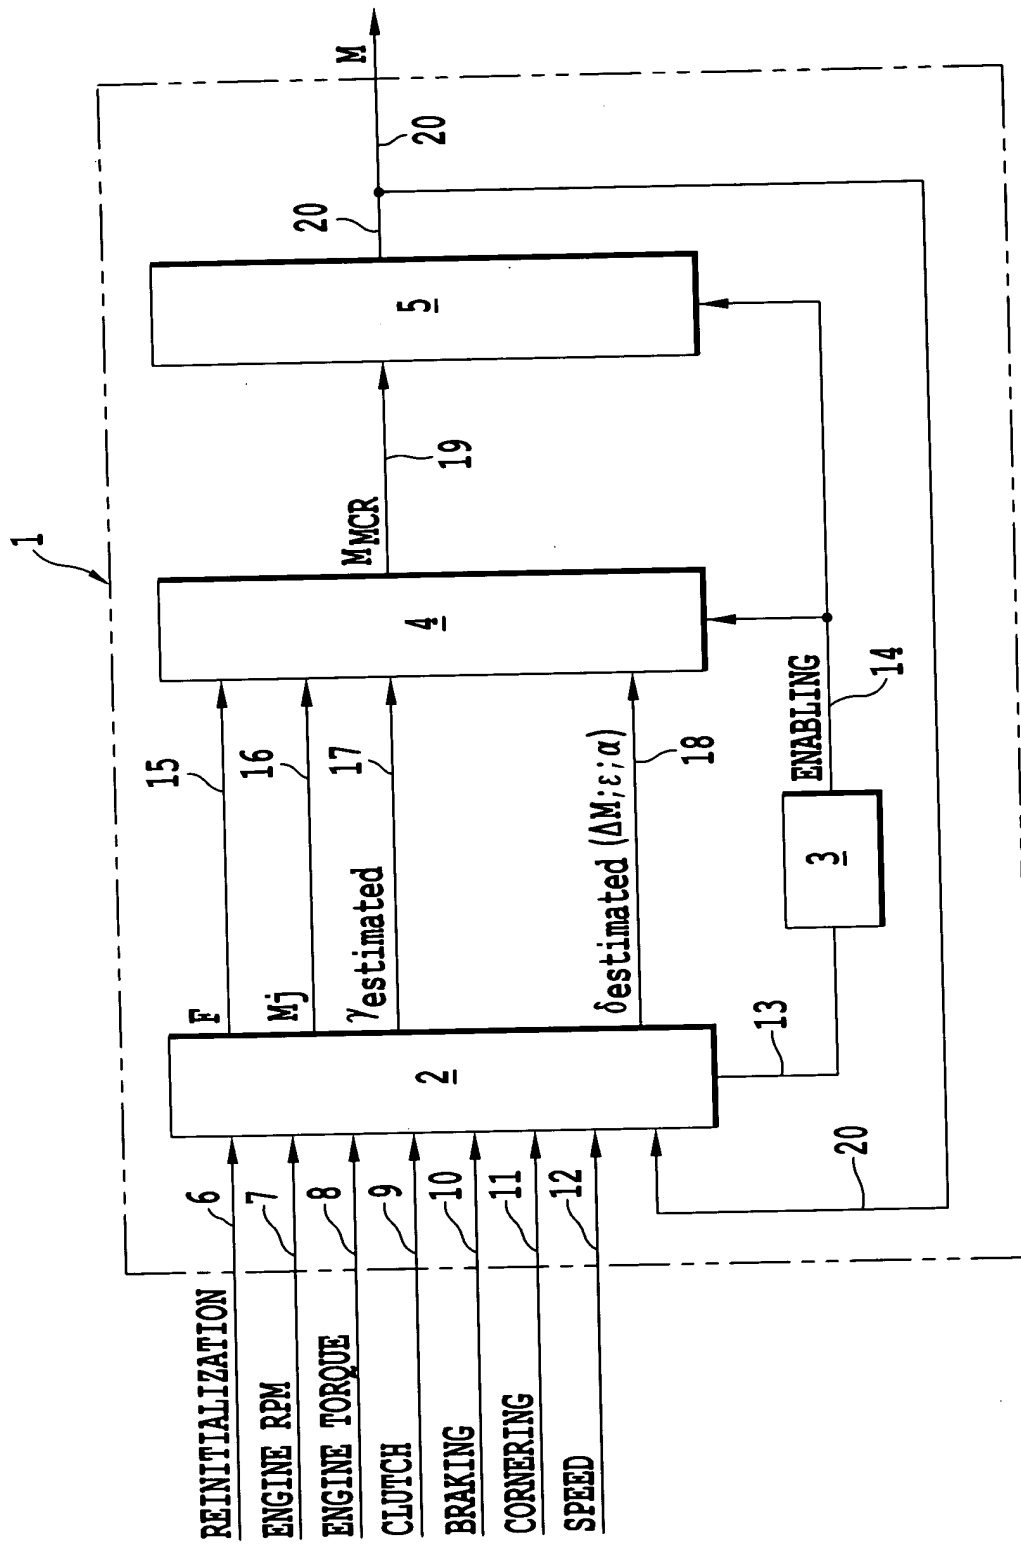 1
REINITIALIZATION
6
ENGINE RPM
7
ENGINE TORQUE
8
CLUTCH
9
BRAKING
10
CORNERING
11
SPEED
12
20
2
F
15
Mj
16
γestimated
17
δestimated (ΔM;ε;α)
18
13
3
ENABLING
14
4
MMCR
19
5
20
20
M